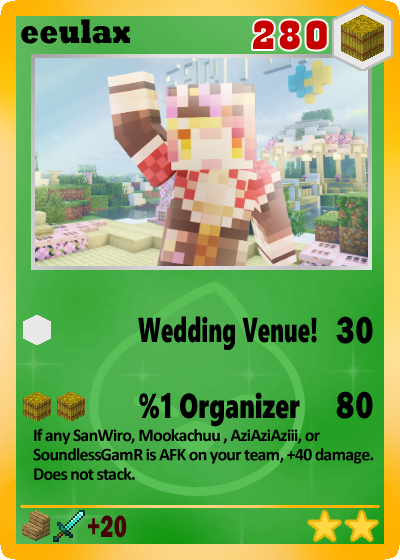 eeulax 280
Wedding Venue! 30
%1 Organizer 80
If any SanWiro, Mookachuu , AziAziAziii, or
SoundlessGamR is AFK on your team, +40 damage.
Does not stack.
+20